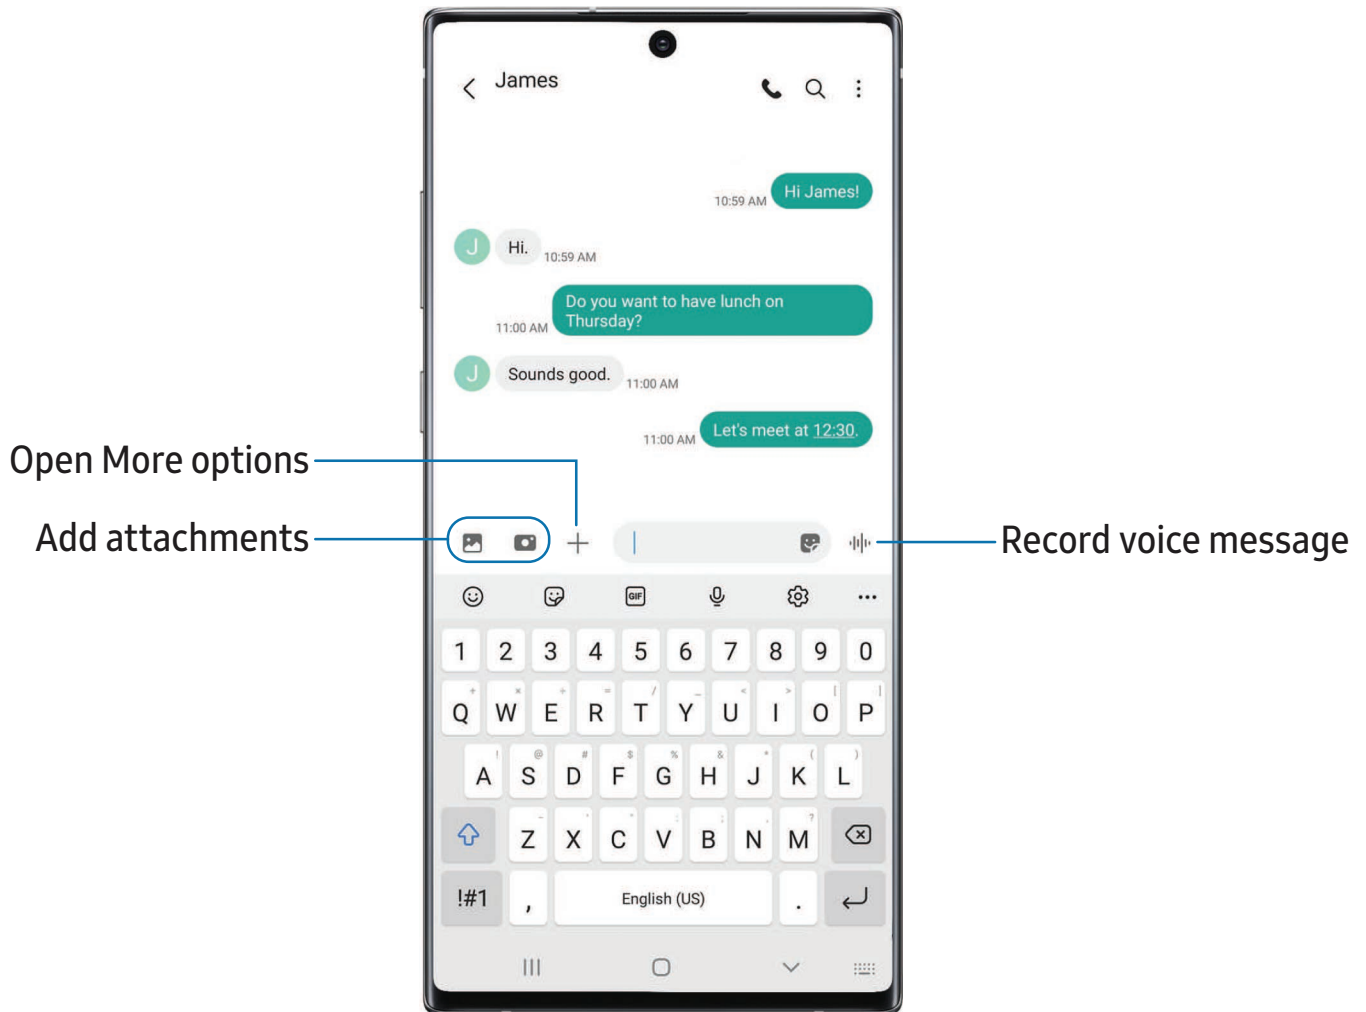 James
Hi James!
10:59 AM
J
Hi.
10:59 AM
Do you want to have lunch on
Thursday?
11:00 AM
J
Sounds good.
11:00 AM
Let's meet at 12:30.
11:00 AM
Open More options
Add attachments
Record voice message
GIF
1 2 3 4 5 6 7 8 9 0
+ × ÷ = / _ < > [ ]
Q W E R T Y U I O P
! @ # $ % & * ( )
A S D F G H J K L
- ' " : ; , ?
Z X C V B N M
!#1 , English (US) .